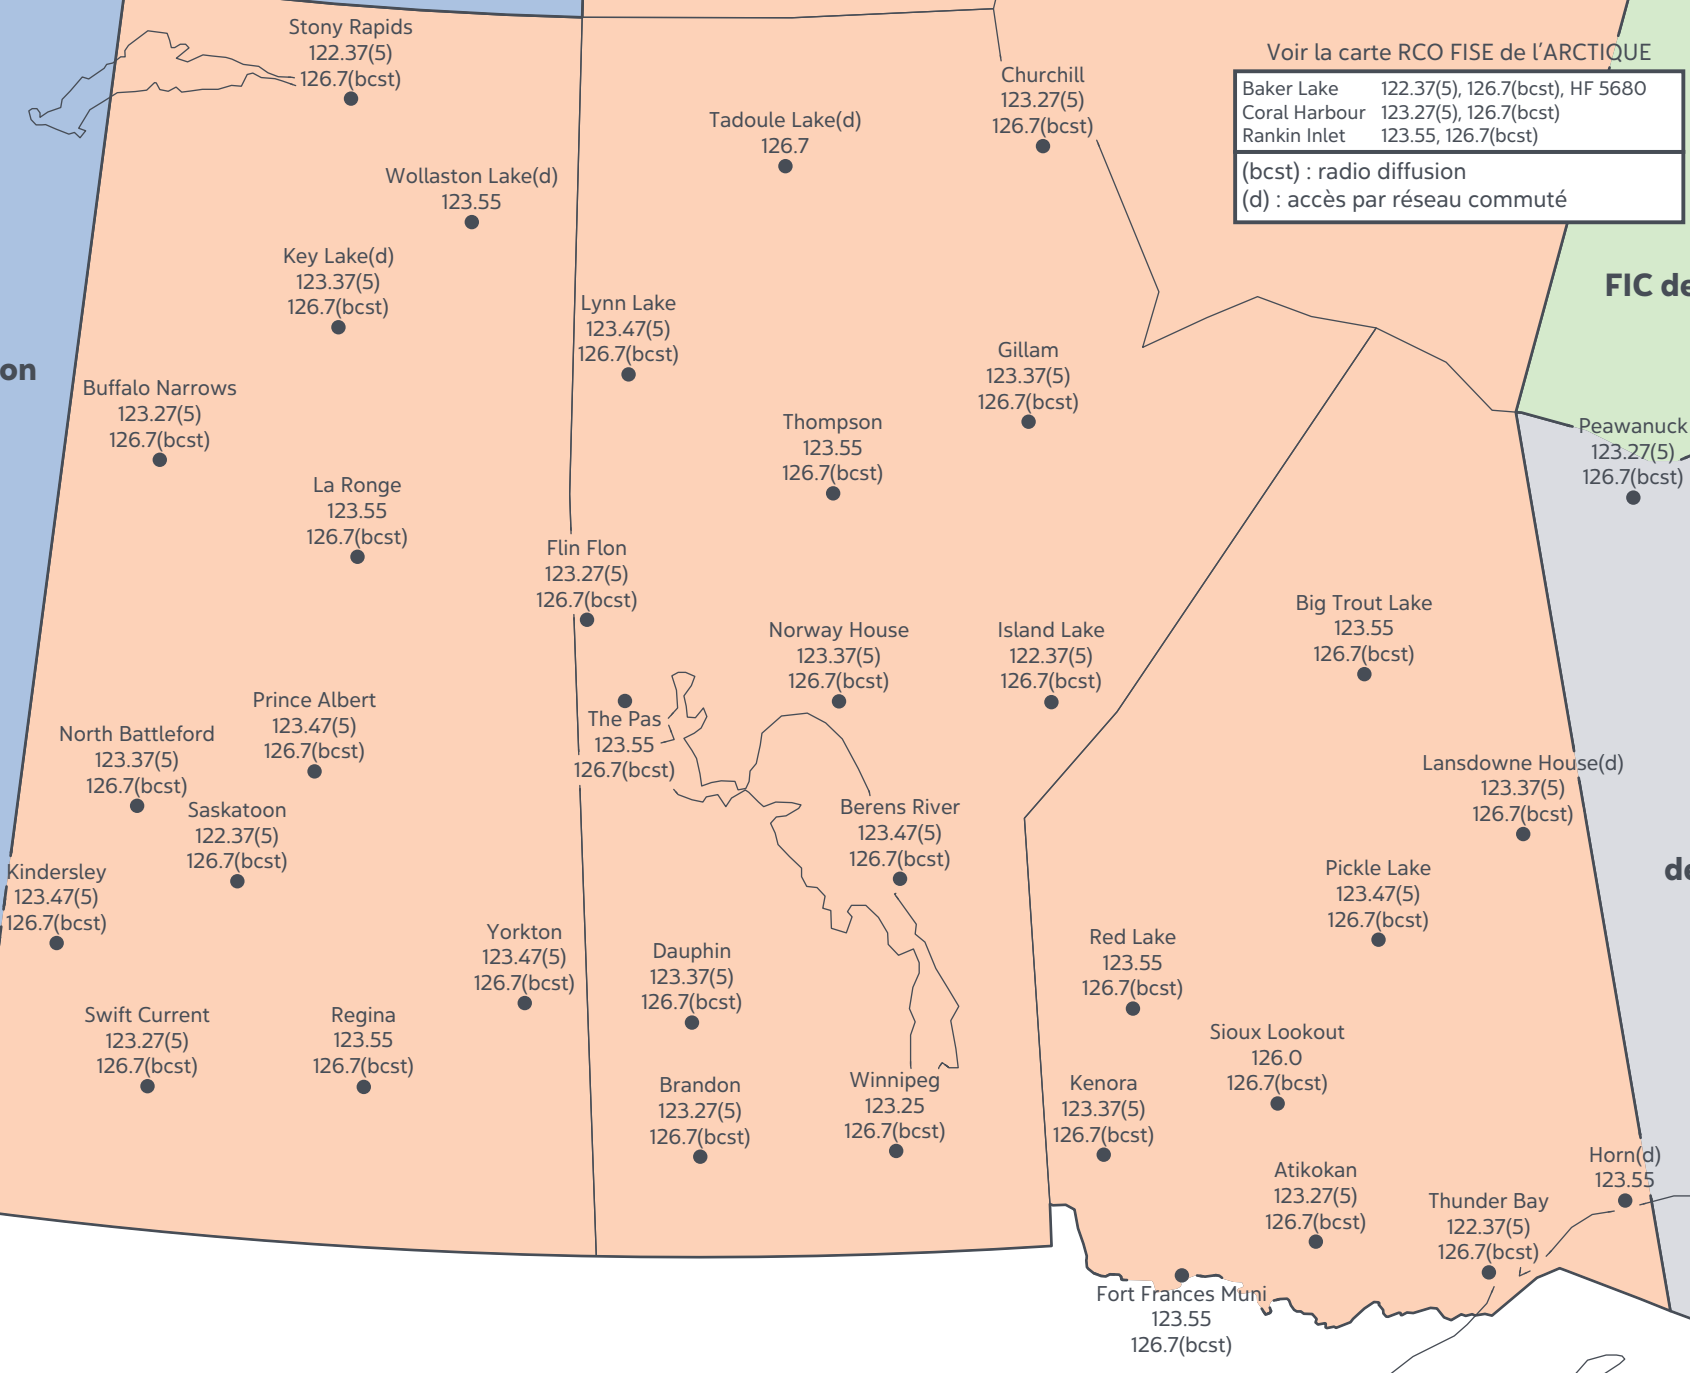 Stony Rapids
122.37(5)
126.7(bcst)
Churchill
123.27(5)
126.7(bcst)
Voir la carte RCO FISE de l'ARCTIQUE
Baker Lake 122.37(5), 126.7(bcst), HF 5680
Coral Harbour 123.27(5), 126.7(bcst)
Rankin Inlet 123.55, 126.7(bcst)
(bcst) : radio diffusion
(d) : accès par réseau commuté
Tadoule Lake(d)
126.7
Wollaston Lake(d)
123.55
Key Lake(d)
123.37(5)
126.7(bcst)
FIC de
Lynn Lake
123.47(5)
126.7(bcst)
Gillam
123.37(5)
126.7(bcst)
on
Buffalo Narrows
123.27(5)
126.7(bcst)
Thompson
123.55
126.7(bcst)
Peawanuck
123.27(5)
126.7(bcst)
La Ronge
123.55
126.7(bcst)
Flin Flon
123.27(5)
126.7(bcst)
Big Trout Lake
123.55
126.7(bcst)
Norway House
123.37(5)
126.7(bcst)
Island Lake
122.37(5)
126.7(bcst)
Prince Albert
123.47(5)
126.7(bcst)
The Pas
123.55
126.7(bcst)
North Battleford
123.37(5)
126.7(bcst)
Lansdowne House(d)
123.37(5)
126.7(bcst)
Saskatoon
122.37(5)
126.7(bcst)
Berens River
123.47(5)
126.7(bcst)
Kindersley
123.47(5)
126.7(bcst)
Pickle Lake
123.47(5)
126.7(bcst)
de
Yorkton
123.47(5)
126.7(bcst)
Dauphin
123.37(5)
126.7(bcst)
Red Lake
123.55
126.7(bcst)
Swift Current
123.27(5)
126.7(bcst)
Regina
123.55
126.7(bcst)
Sioux Lookout
126.0
126.7(bcst)
Brandon
123.27(5)
126.7(bcst)
Winnipeg
123.25
126.7(bcst)
Kenora
123.37(5)
126.7(bcst)
Horn(d)
123.55
Atikokan
123.27(5)
126.7(bcst)
Thunder Bay
122.37(5)
126.7(bcst)
Fort Frances Muni
123.55
126.7(bcst)